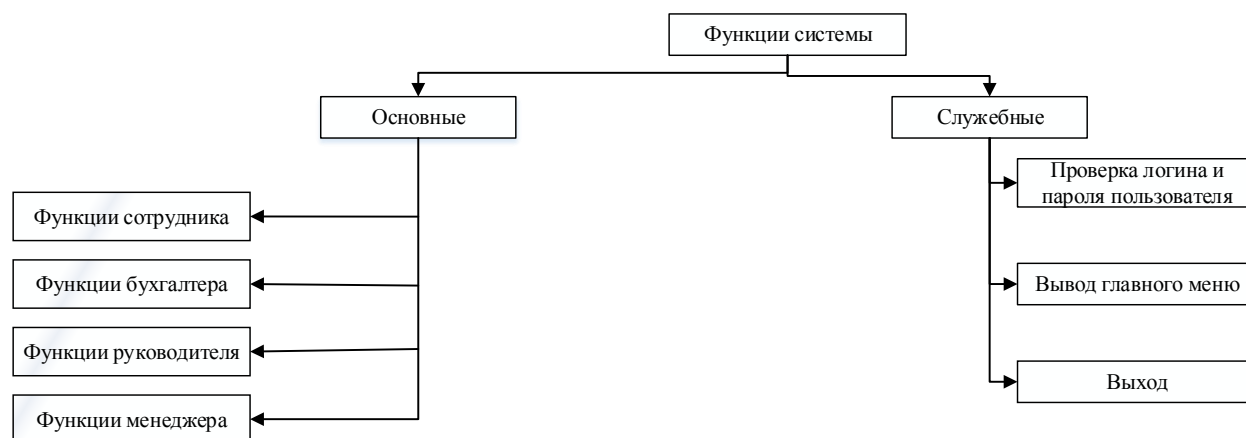 Функции системы
Основные
Служебные
Функции сотрудника
Функции бухгалтера
Функции руководителя
Функции менеджера
Проверка логина и
пароля пользователя
Вывод главного меню
Выход